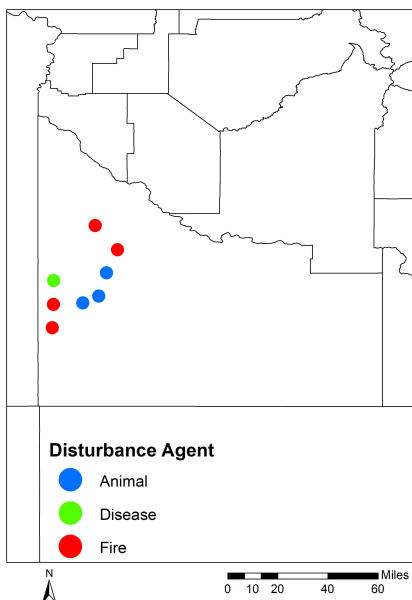 Disturbance Agent
Animal
Disease
Fire
N
Miles
0 10 20 40 60